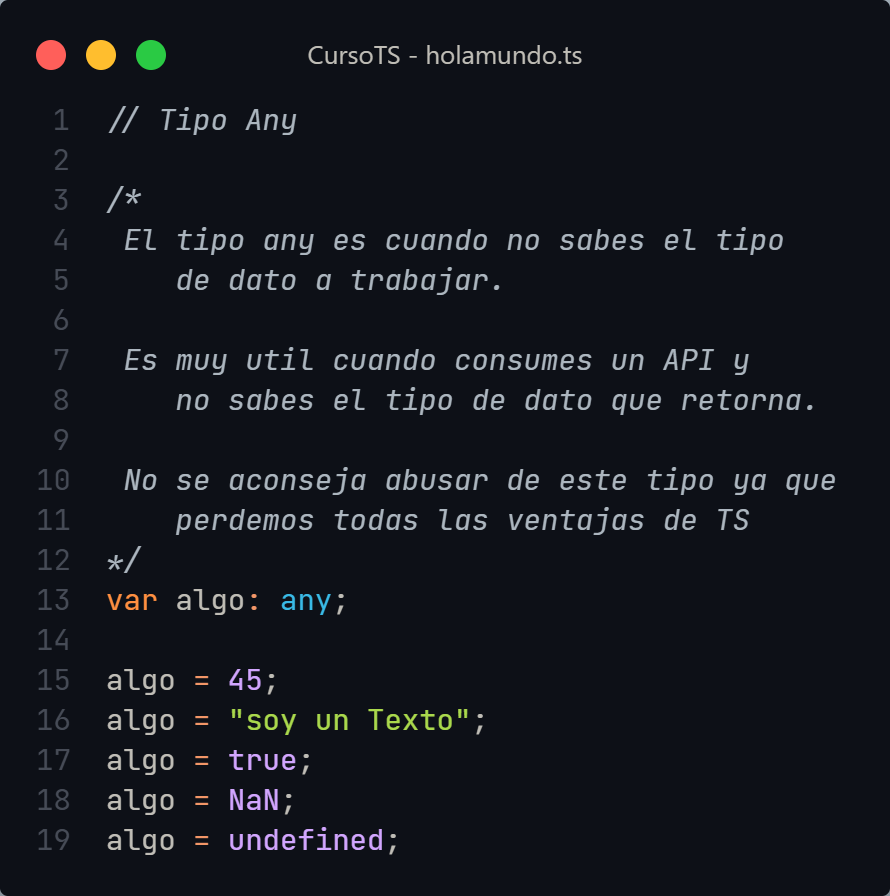 CursoTS - holamundo.ts
1 // Tipo Any
2
3 /*
4  El tipo any es cuando no sabes el tipo
5     de dato a trabajar.
6
7  Es muy util cuando consumes un API y
8     no sabes el tipo de dato que retorna.
9
10  No se aconseja abusar de este tipo ya que
11     perdemos todas las ventajas de TS
12 */
13 var algo: any;
14
15 algo = 45;
16 algo = "soy un Texto";
17 algo = true;
18 algo = NaN;
19 algo = undefined;